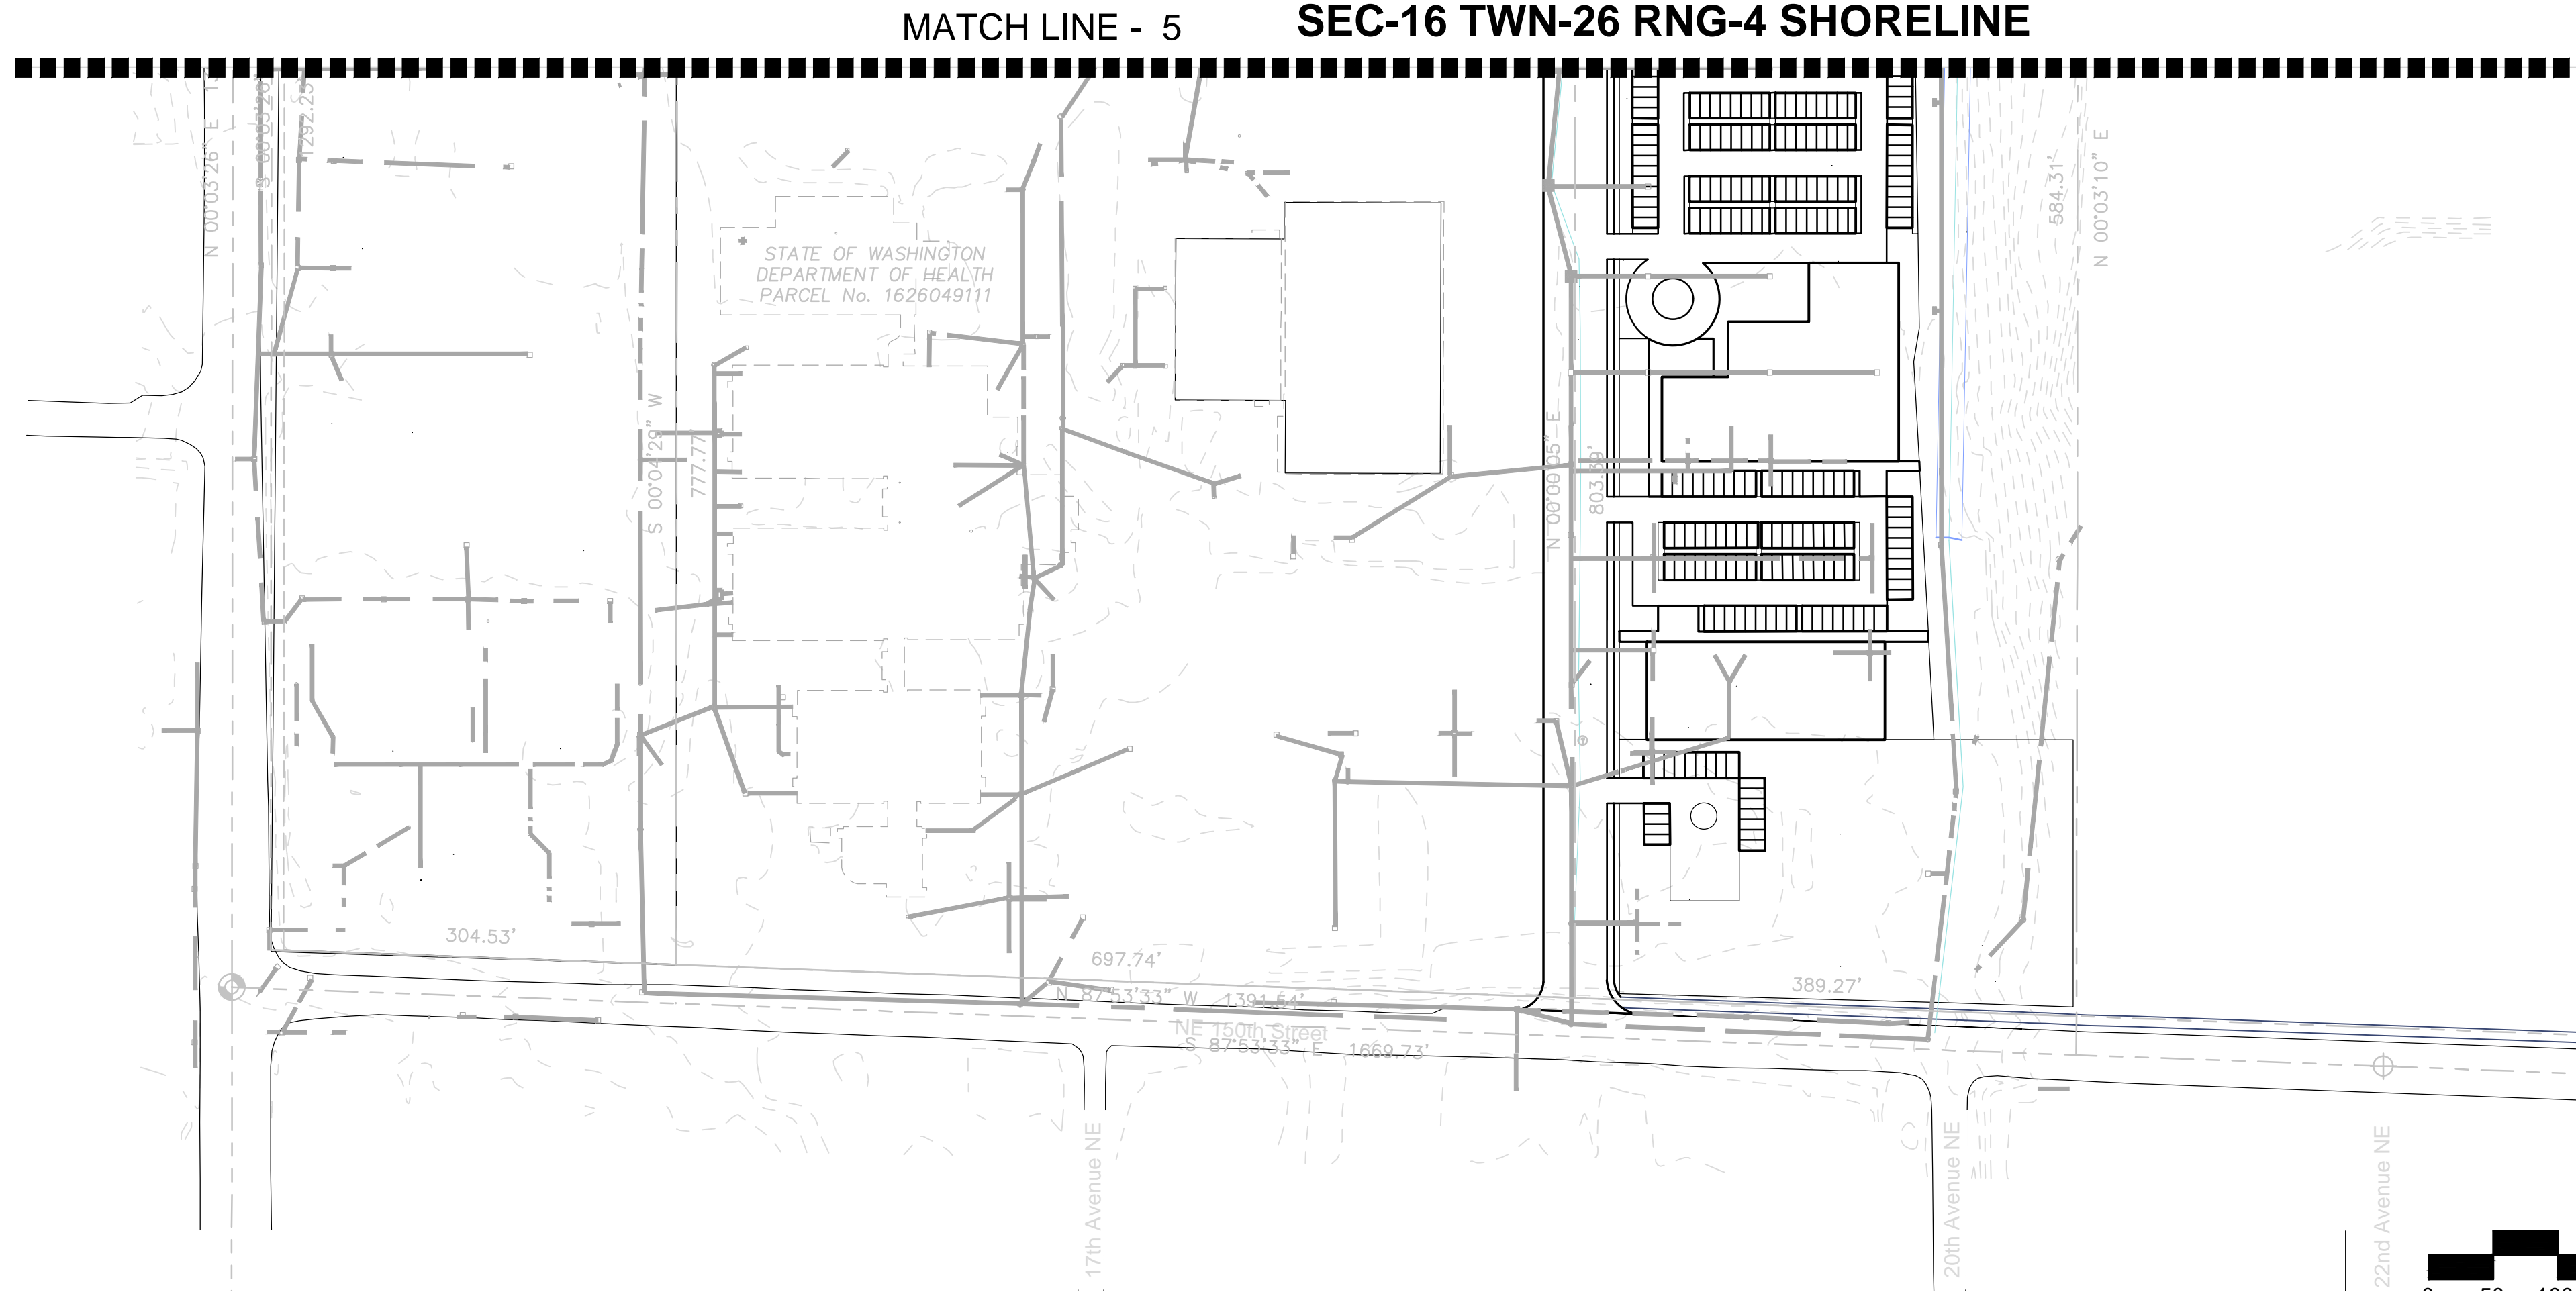 MATCH LINE - 5
SEC-16 TWN-26 RNG-4 SHORELINE
N 00°03'26" E
S 00°03'26"
1292.23'
584.31'
N 00°03'10" E
STATE OF WASHINGTON
DEPARTMENT OF HEALTH
PARCEL No. 1626049111
S 00°04'29" W
777.77'
N 00°00'05" E
803.39'
304.53'
697.74'
389.27'
N 87°53'33" W 1391.54'
NE 150th Street
S 87°53'33" E 1669.73'
17th Avenue NE
20th Avenue NE
22nd Avenue NE